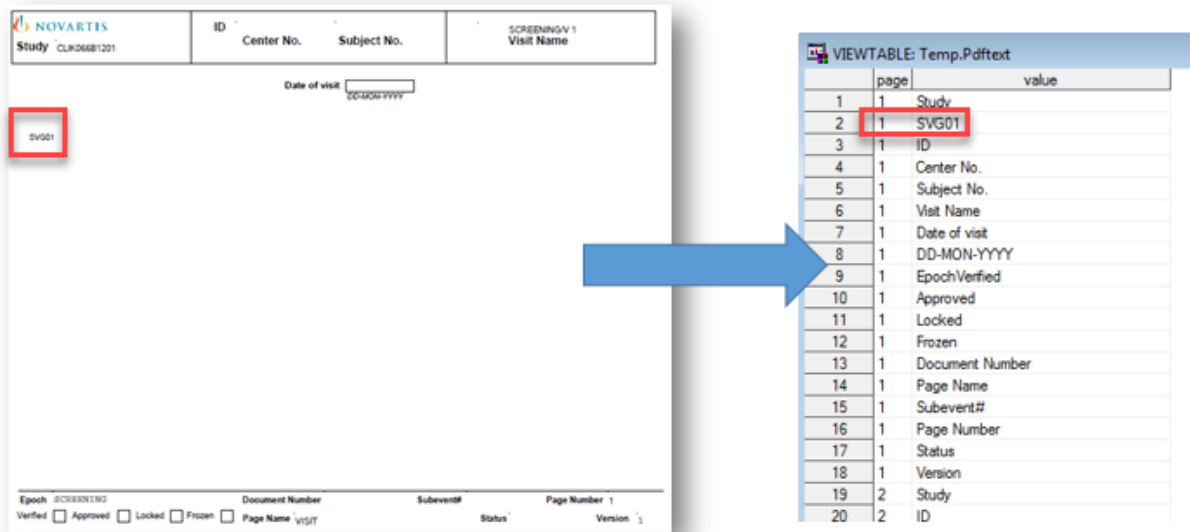 NOVARTIS
Study CLIK066B1201
ID
Center No. Subject No.
SCREENING/V 1
Visit Name
Date of visit
DD-MON-YYYY
SVG01
Epoch SCREENING Document Number Subevent# Page Number 1
Verified Approved Locked Frozen Page Name VISIT Status Version 1
VIEWTABLE: Temp.Pdftext
page value
1 1 Study
2 1 SVG01
3 1 ID
4 1 Center No.
5 1 Subject No.
6 1 Visit Name
7 1 Date of visit
8 1 DD-MON-YYYY
9 1 EpochVerified
10 1 Approved
11 1 Locked
12 1 Frozen
13 1 Document Number
14 1 Page Name
15 1 Subevent#
16 1 Page Number
17 1 Status
18 1 Version
19 2 Study
20 2 ID